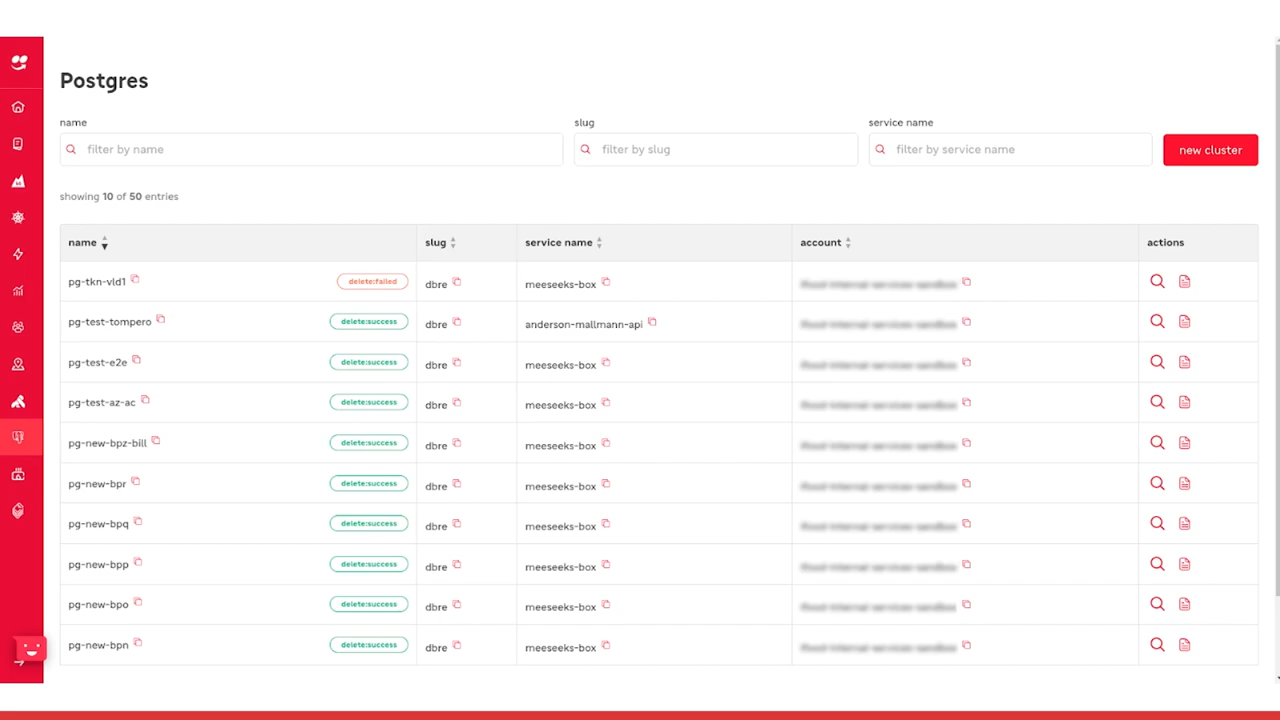 Postgres
name slug service name
filter by name filter by slug filter by service name new cluster
showing 10 of 50 entries
name slug service name account actions
pg-tkn-vld1 delete:failed dbre meeseeks-box
pg-test-tompero delete:success dbre anderson-mallmann-api
pg-test-e2e delete:success dbre meeseeks-box
pg-test-az-ac delete:success dbre meeseeks-box
pg-new-bpz-bill delete:success dbre meeseeks-box
pg-new-bpr delete:success dbre meeseeks-box
pg-new-bpq delete:success dbre meeseeks-box
pg-new-bpp delete:success dbre meeseeks-box
pg-new-bpo delete:success dbre meeseeks-box
pg-new-bpn delete:success dbre meeseeks-box